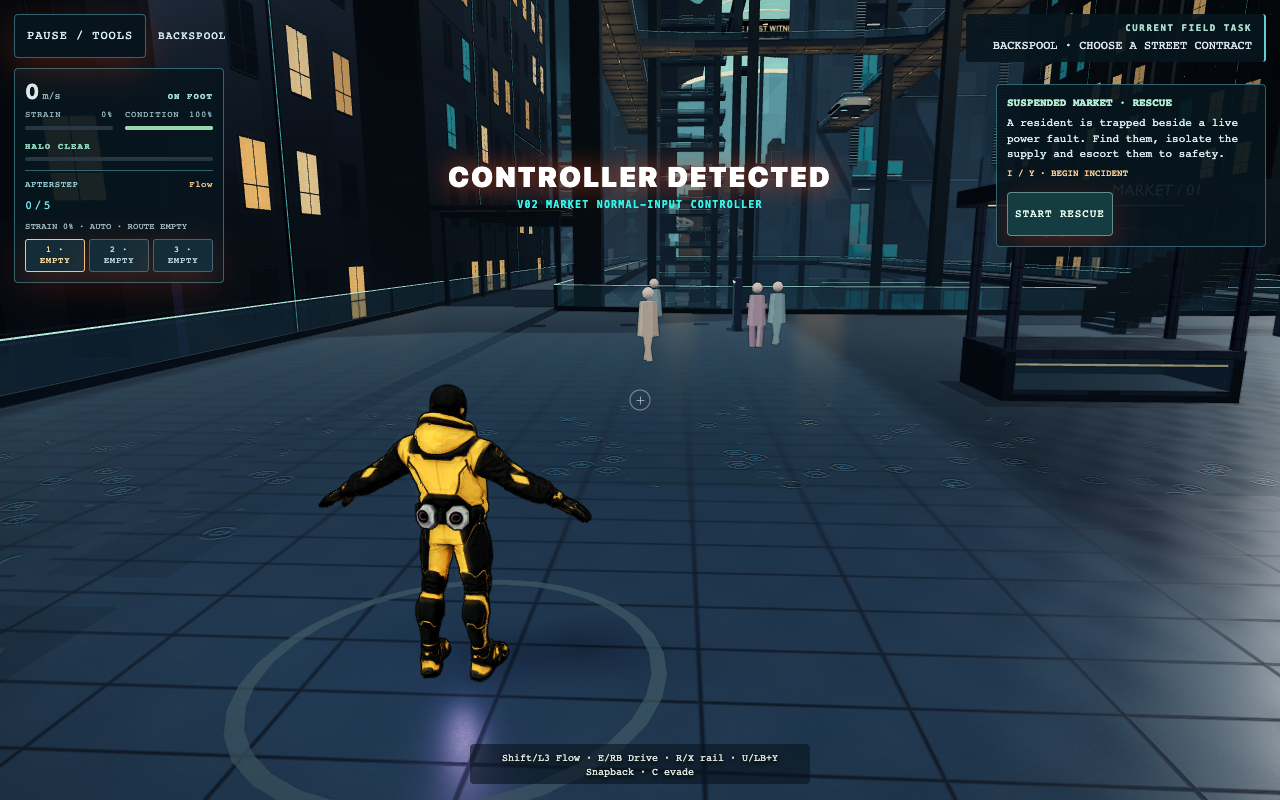 PAUSE / TOOLS
BACKSPOOL
0 m/s
ON FOOT
STRAIN 0%
CONDITION 100%
HALO CLEAR
AFTERSTEP Flow
0/5
STRAIN 0% · AUTO · ROUTE EMPTY
1 · EMPTY
2 · EMPTY
3 · EMPTY
CONTROLLER DETECTED
V02 MARKET NORMAL-INPUT CONTROLLER
CURRENT FIELD TASK
BACKSPOOL · CHOOSE A STREET CONTRACT
SUSPENDED MARKET · RESCUE
A resident is trapped beside a live
power fault. Find them, isolate the
supply and escort them to safety.
I / Y · BEGIN INCIDENT
MARKET / 01
START RESCUE
Shift/L3 Flow · E/RB Drive · R/X rail · U/LB+Y
Snapback · C evade